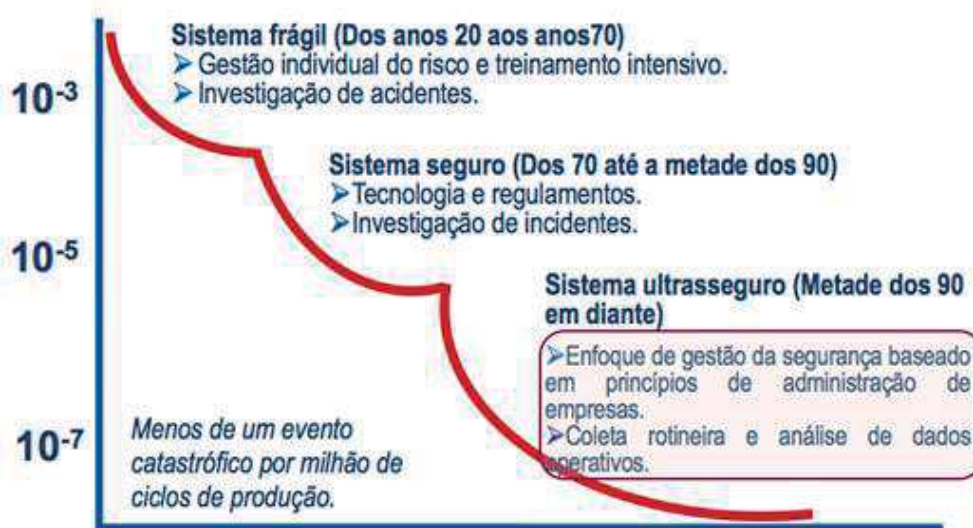 Sistema frágil (Dos anos 20 aos anos70)
➤ Gestão individual do risco e treinamento intensivo.
➤ Investigação de acidentes.
10⁻³
Sistema seguro (Dos 70 até a metade dos 90)
➤Tecnologia e regulamentos.
➤Investigação de incidentes.
10⁻⁵
Sistema ultrasseguro (Metade dos 90
em diante)
➤Enfoque de gestão da segurança baseado
em princípios de administração de
empresas.
➤Coleta rotineira e análise de dados
operativos.
10⁻⁷
Menos de um evento
catastrófico por milhão de
ciclos de produção.